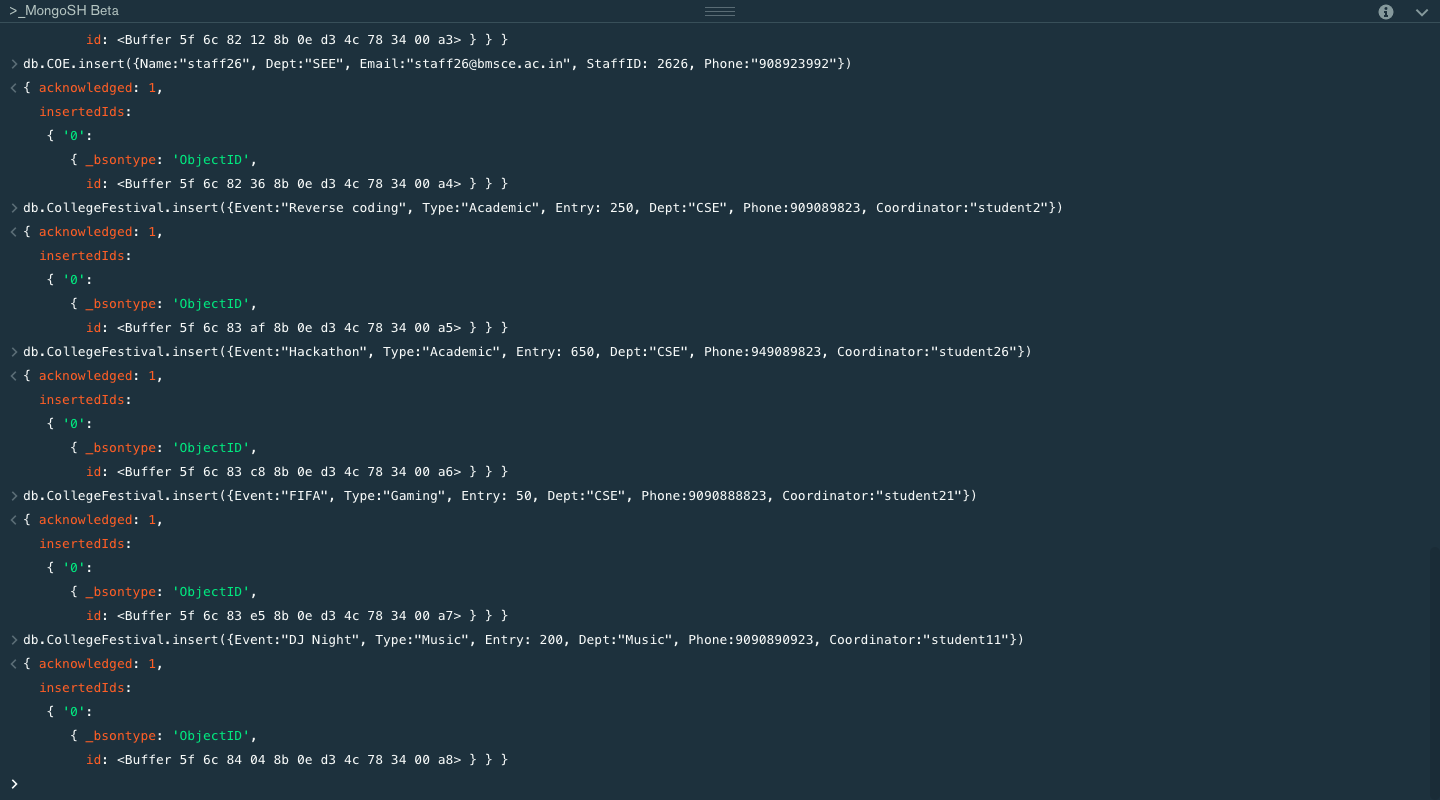 >_MongoSH Beta
id: <Buffer 5f 6c 82 12 8b 0e d3 4c 78 34 00 a3> } } }
> db.COE.insert({Name:"staff26", Dept:"SEE", Email:"staff26@bmsce.ac.in", StaffID: 2626, Phone:"908923992"})
< { acknowledged: 1,
insertedIds:
{ '0':
{ _bsontype: 'ObjectID',
id: <Buffer 5f 6c 82 36 8b 0e d3 4c 78 34 00 a4> } } }
> db.CollegeFestival.insert({Event:"Reverse coding", Type:"Academic", Entry: 250, Dept:"CSE", Phone:909089823, Coordinator:"student2"})
< { acknowledged: 1,
insertedIds:
{ '0':
{ _bsontype: 'ObjectID',
id: <Buffer 5f 6c 83 af 8b 0e d3 4c 78 34 00 a5> } } }
> db.CollegeFestival.insert({Event:"Hackathon", Type:"Academic", Entry: 650, Dept:"CSE", Phone:949089823, Coordinator:"student26"})
< { acknowledged: 1,
insertedIds:
{ '0':
{ _bsontype: 'ObjectID',
id: <Buffer 5f 6c 83 c8 8b 0e d3 4c 78 34 00 a6> } } }
> db.CollegeFestival.insert({Event:"FIFA", Type:"Gaming", Entry: 50, Dept:"CSE", Phone:9090888823, Coordinator:"student21"})
< { acknowledged: 1,
insertedIds:
{ '0':
{ _bsontype: 'ObjectID',
id: <Buffer 5f 6c 83 e5 8b 0e d3 4c 78 34 00 a7> } } }
> db.CollegeFestival.insert({Event:"DJ Night", Type:"Music", Entry: 200, Dept:"Music", Phone:9090890923, Coordinator:"student11"})
< { acknowledged: 1,
insertedIds:
{ '0':
{ _bsontype: 'ObjectID',
id: <Buffer 5f 6c 84 04 8b 0e d3 4c 78 34 00 a8> } } }
>